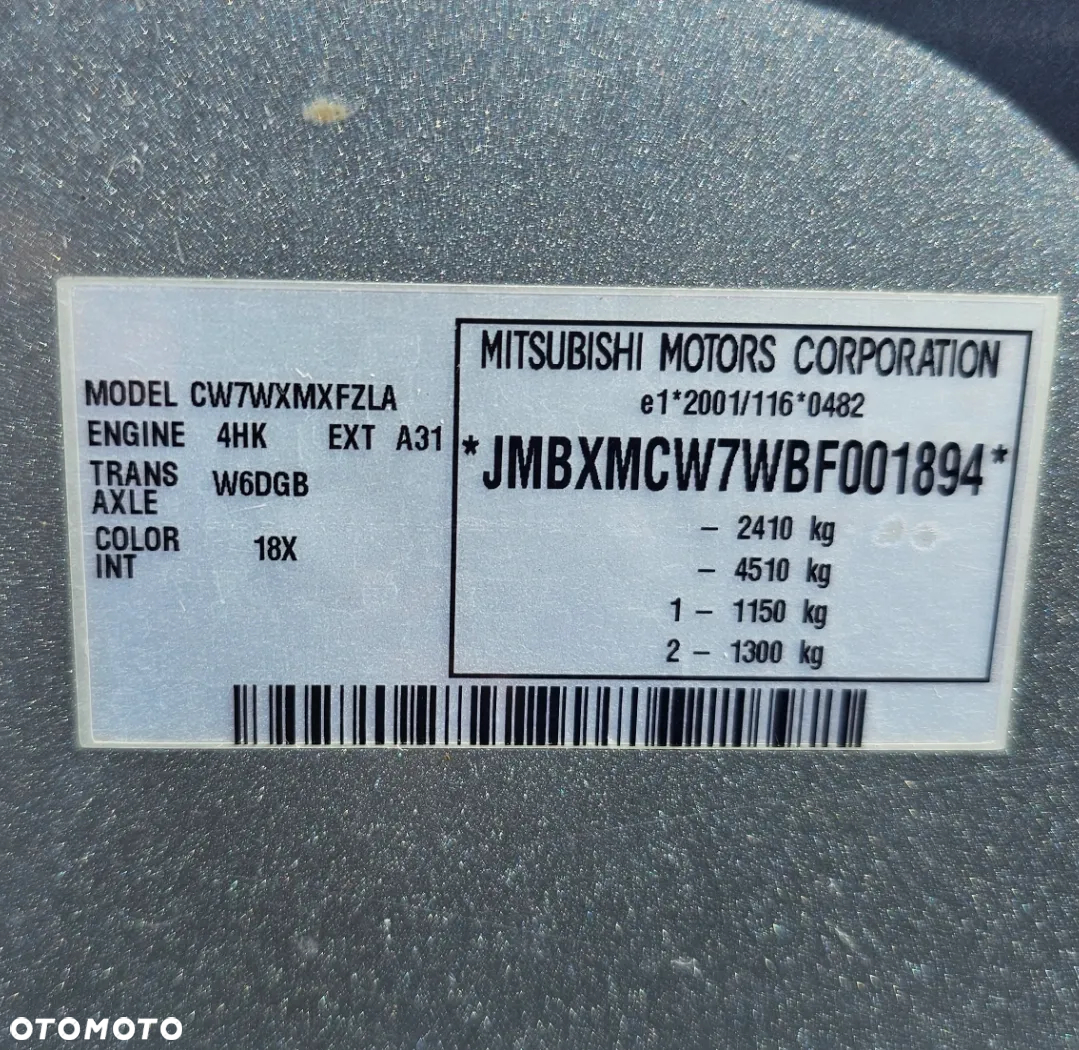 MODEL CW7WXMXFZLA
ENGINE 4HK EXT A31
TRANS AXLE W6DGB
COLOR INT 18X
MITSUBISHI MOTORS CORPORATION
e1*2001/116*0482
*JMBXMCW7WBF001894*
– 2410 kg
– 4510 kg
1 – 1150 kg
2 – 1300 kg
OTOMOTO